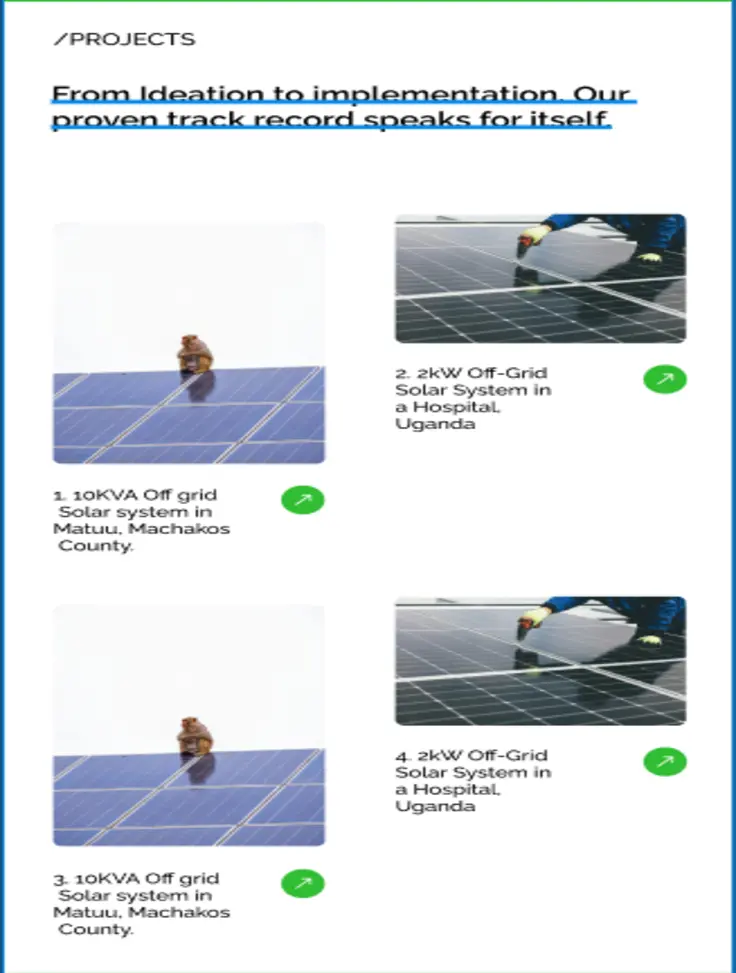 /PROJECTS
From Ideation to implementation. Our
proven track record speaks for itself.
1. 10KVA Off grid
Solar system in
Matuu, Machakos
County.
2. 2kW Off-Grid
Solar System in
a Hospital,
Uganda
3. 10KVA Off grid
Solar system in
Matuu, Machakos
County.
4. 2kW Off-Grid
Solar System in
a Hospital,
Uganda